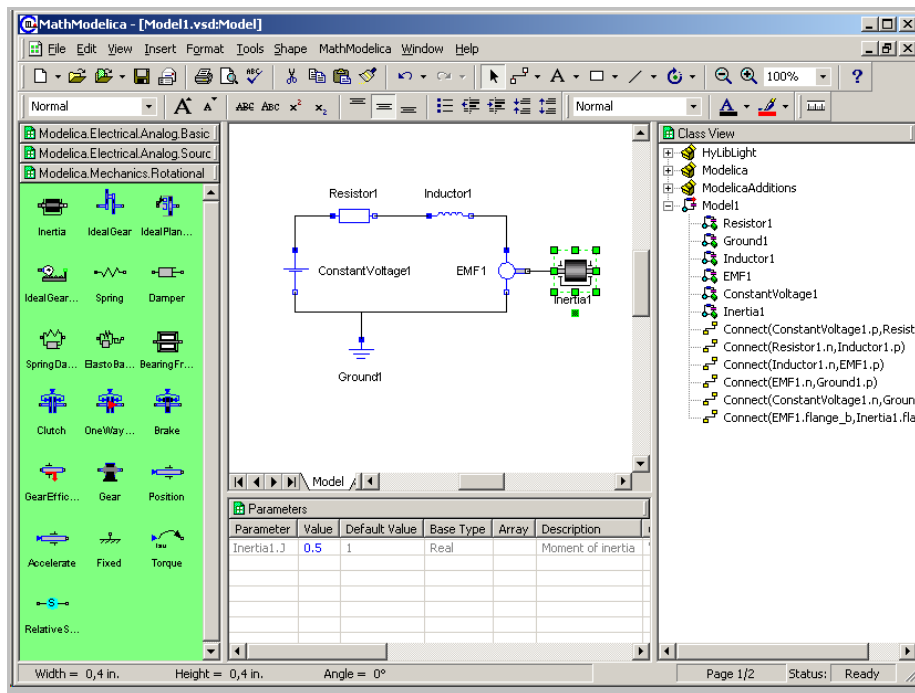 MathModelica - [Model1.vsd:Model]
File Edit View Insert Format Tools Shape MathModelica Window Help
100%
Normal
Normal
Modelica.Electrical.Analog.Basic
Modelica.Electrical.Analog.Sourc
Modelica.Mechanics.Rotational
Inertia IdealGear IdealPlan...
IdealGear... Spring Damper
SpringDa... ElastoBa... BearingFr...
Clutch OneWay... Brake
GearEffic... Gear Position
Accelerate Fixed Torque
RelativeS...
Resistor1 Inductor1
ConstantVoltage1 EMF1
Inertia1
Ground1
Model
Parameters
Parameter Value Default Value Base Type Array Description
Inertia1.J 0.5 1 Real Moment of inertia
Class View
HyLibLight
Modelica
ModelicaAdditions
Model1
Resistor1
Ground1
Inductor1
EMF1
ConstantVoltage1
Inertia1
Connect(ConstantVoltage1.p,Resist
Connect(Resistor1.n,Inductor1.p)
Connect(Inductor1.n,EMF1.p)
Connect(EMF1.n,Ground1.p)
Connect(ConstantVoltage1.n,Groun
Connect(EMF1.flange_b,Inertia1.fla
Width = 0,4 in. Height = 0,4 in. Angle = 0° Page 1/2 Status: Ready